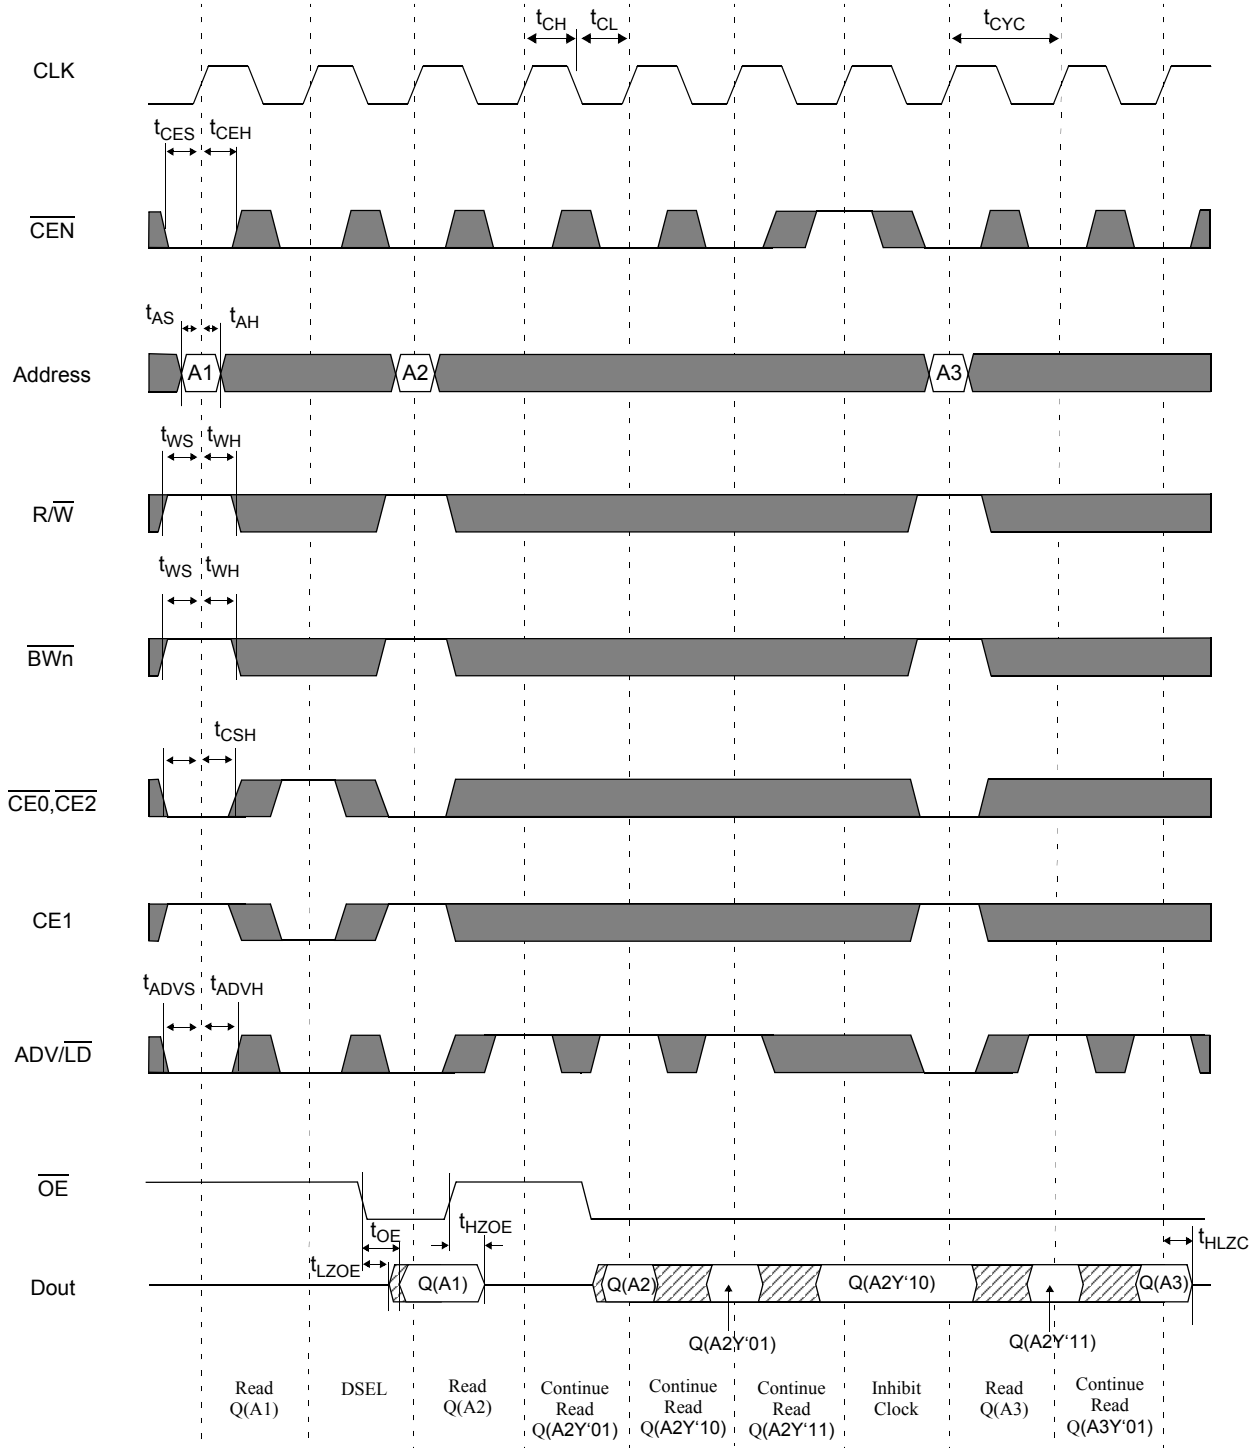 tCH tCL tCYC
CLK
tCES tCEH
CEN
tAS tAH
Address A1 A2 A3
tWS tWH
R/W
tWS tWH
BWn
tCSH
CE0,CE2
CE1
tADVS tADVH
ADV/LD
OE
tOE tHZOE
tHLZC
tLZOE
Dout Q(A1) Q(A2) Q(A2Y‘10) Q(A3)
Q(A2Y‘01) Q(A2Y‘11)
Read
Q(A1)
DSEL
Read
Q(A2)
Continue
Read
Q(A2Y‘01)
Continue
Read
Q(A2Y‘10)
Continue
Read
Q(A2Y‘11)
Inhibit
Clock
Read
Q(A3)
Continue
Read
Q(A3Y‘01)